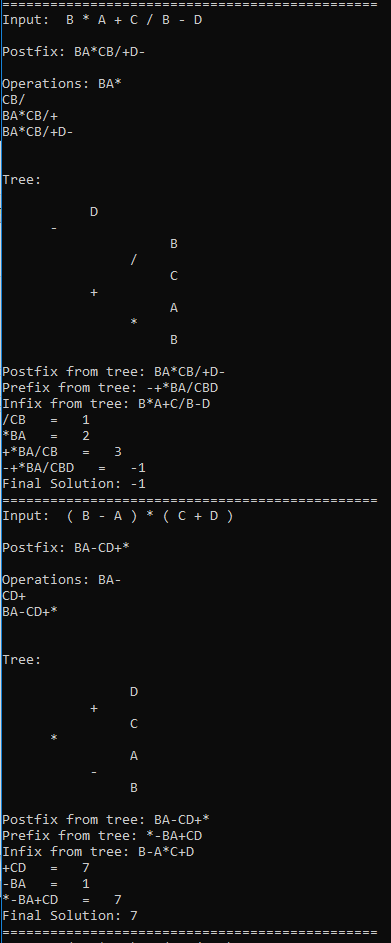 ===============================================
Input:  B * A + C / B - D
Postfix: BA*CB/+D-
Operations: BA*
CB/
BA*CB/+
BA*CB/+D-
Tree:
D
-
B
/
C
+
A
*
B
Postfix from tree: BA*CB/+D-
Prefix from tree: -+*BA/CBD
Infix from tree: B*A+C/B-D
/CB   =   1
*BA   =   2
+*BA/CB   =   3
-+*BA/CBD   =   -1
Final Solution: -1
===============================================
Input:  ( B - A ) * ( C + D )
Postfix: BA-CD+*
Operations: BA-
CD+
BA-CD+*
Tree:
D
+
C
*
A
-
B
Postfix from tree: BA-CD+*
Prefix from tree: *-BA+CD
Infix from tree: B-A*C+D
+CD   =   7
-BA   =   1
*-BA+CD   =   7
Final Solution: 7
===============================================